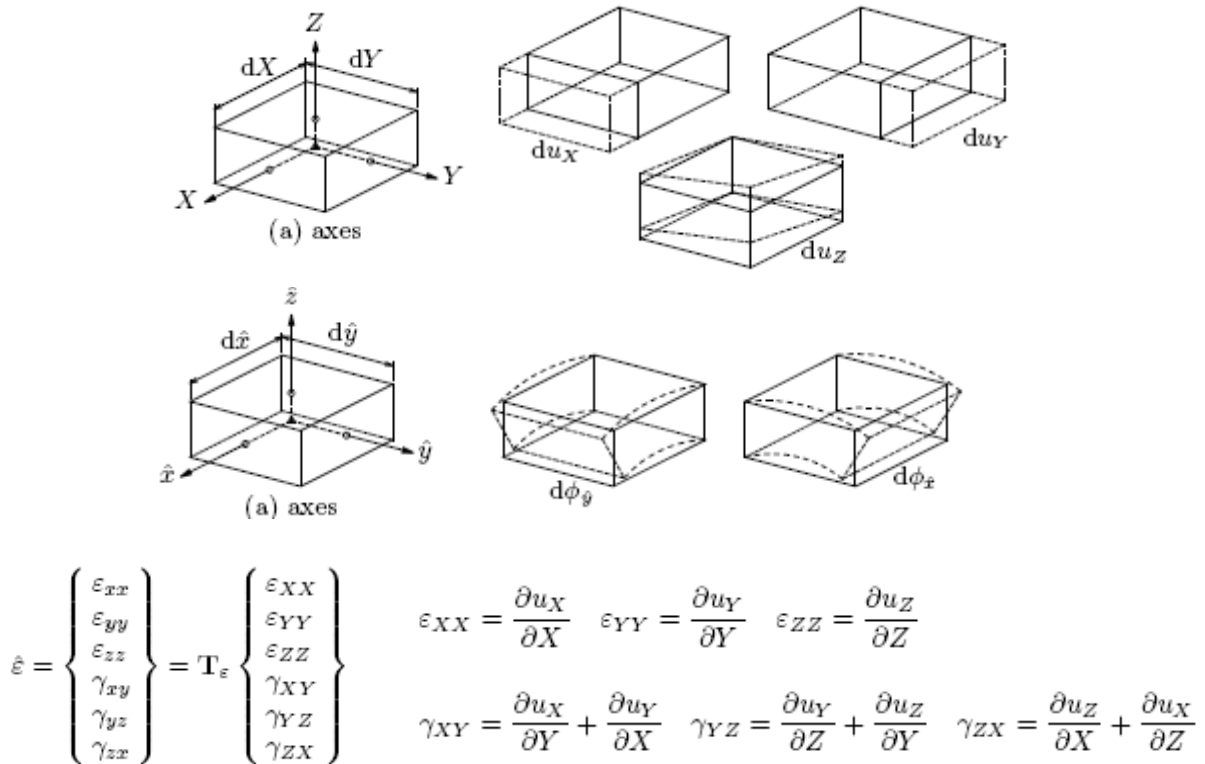 Z
dX dY
X Y
(a) axes
du_X
du_Y
du_Z
ẑ
dx̂ dŷ
x̂ ŷ
(a) axes
dϕ_ŷ
dϕ_x̂
ε̂ = { ε_xx ε_yy ε_zz γ_xy γ_yz γ_zx } = T_ε { ε_XX ε_YY ε_ZZ γ_XY γ_YZ γ_ZX }
ε_XX = ∂u_X/∂X ε_YY = ∂u_Y/∂Y ε_ZZ = ∂u_Z/∂Z
γ_XY = ∂u_X/∂Y + ∂u_Y/∂X γ_YZ = ∂u_Y/∂Z + ∂u_Z/∂Y γ_ZX = ∂u_Z/∂X + ∂u_X/∂Z